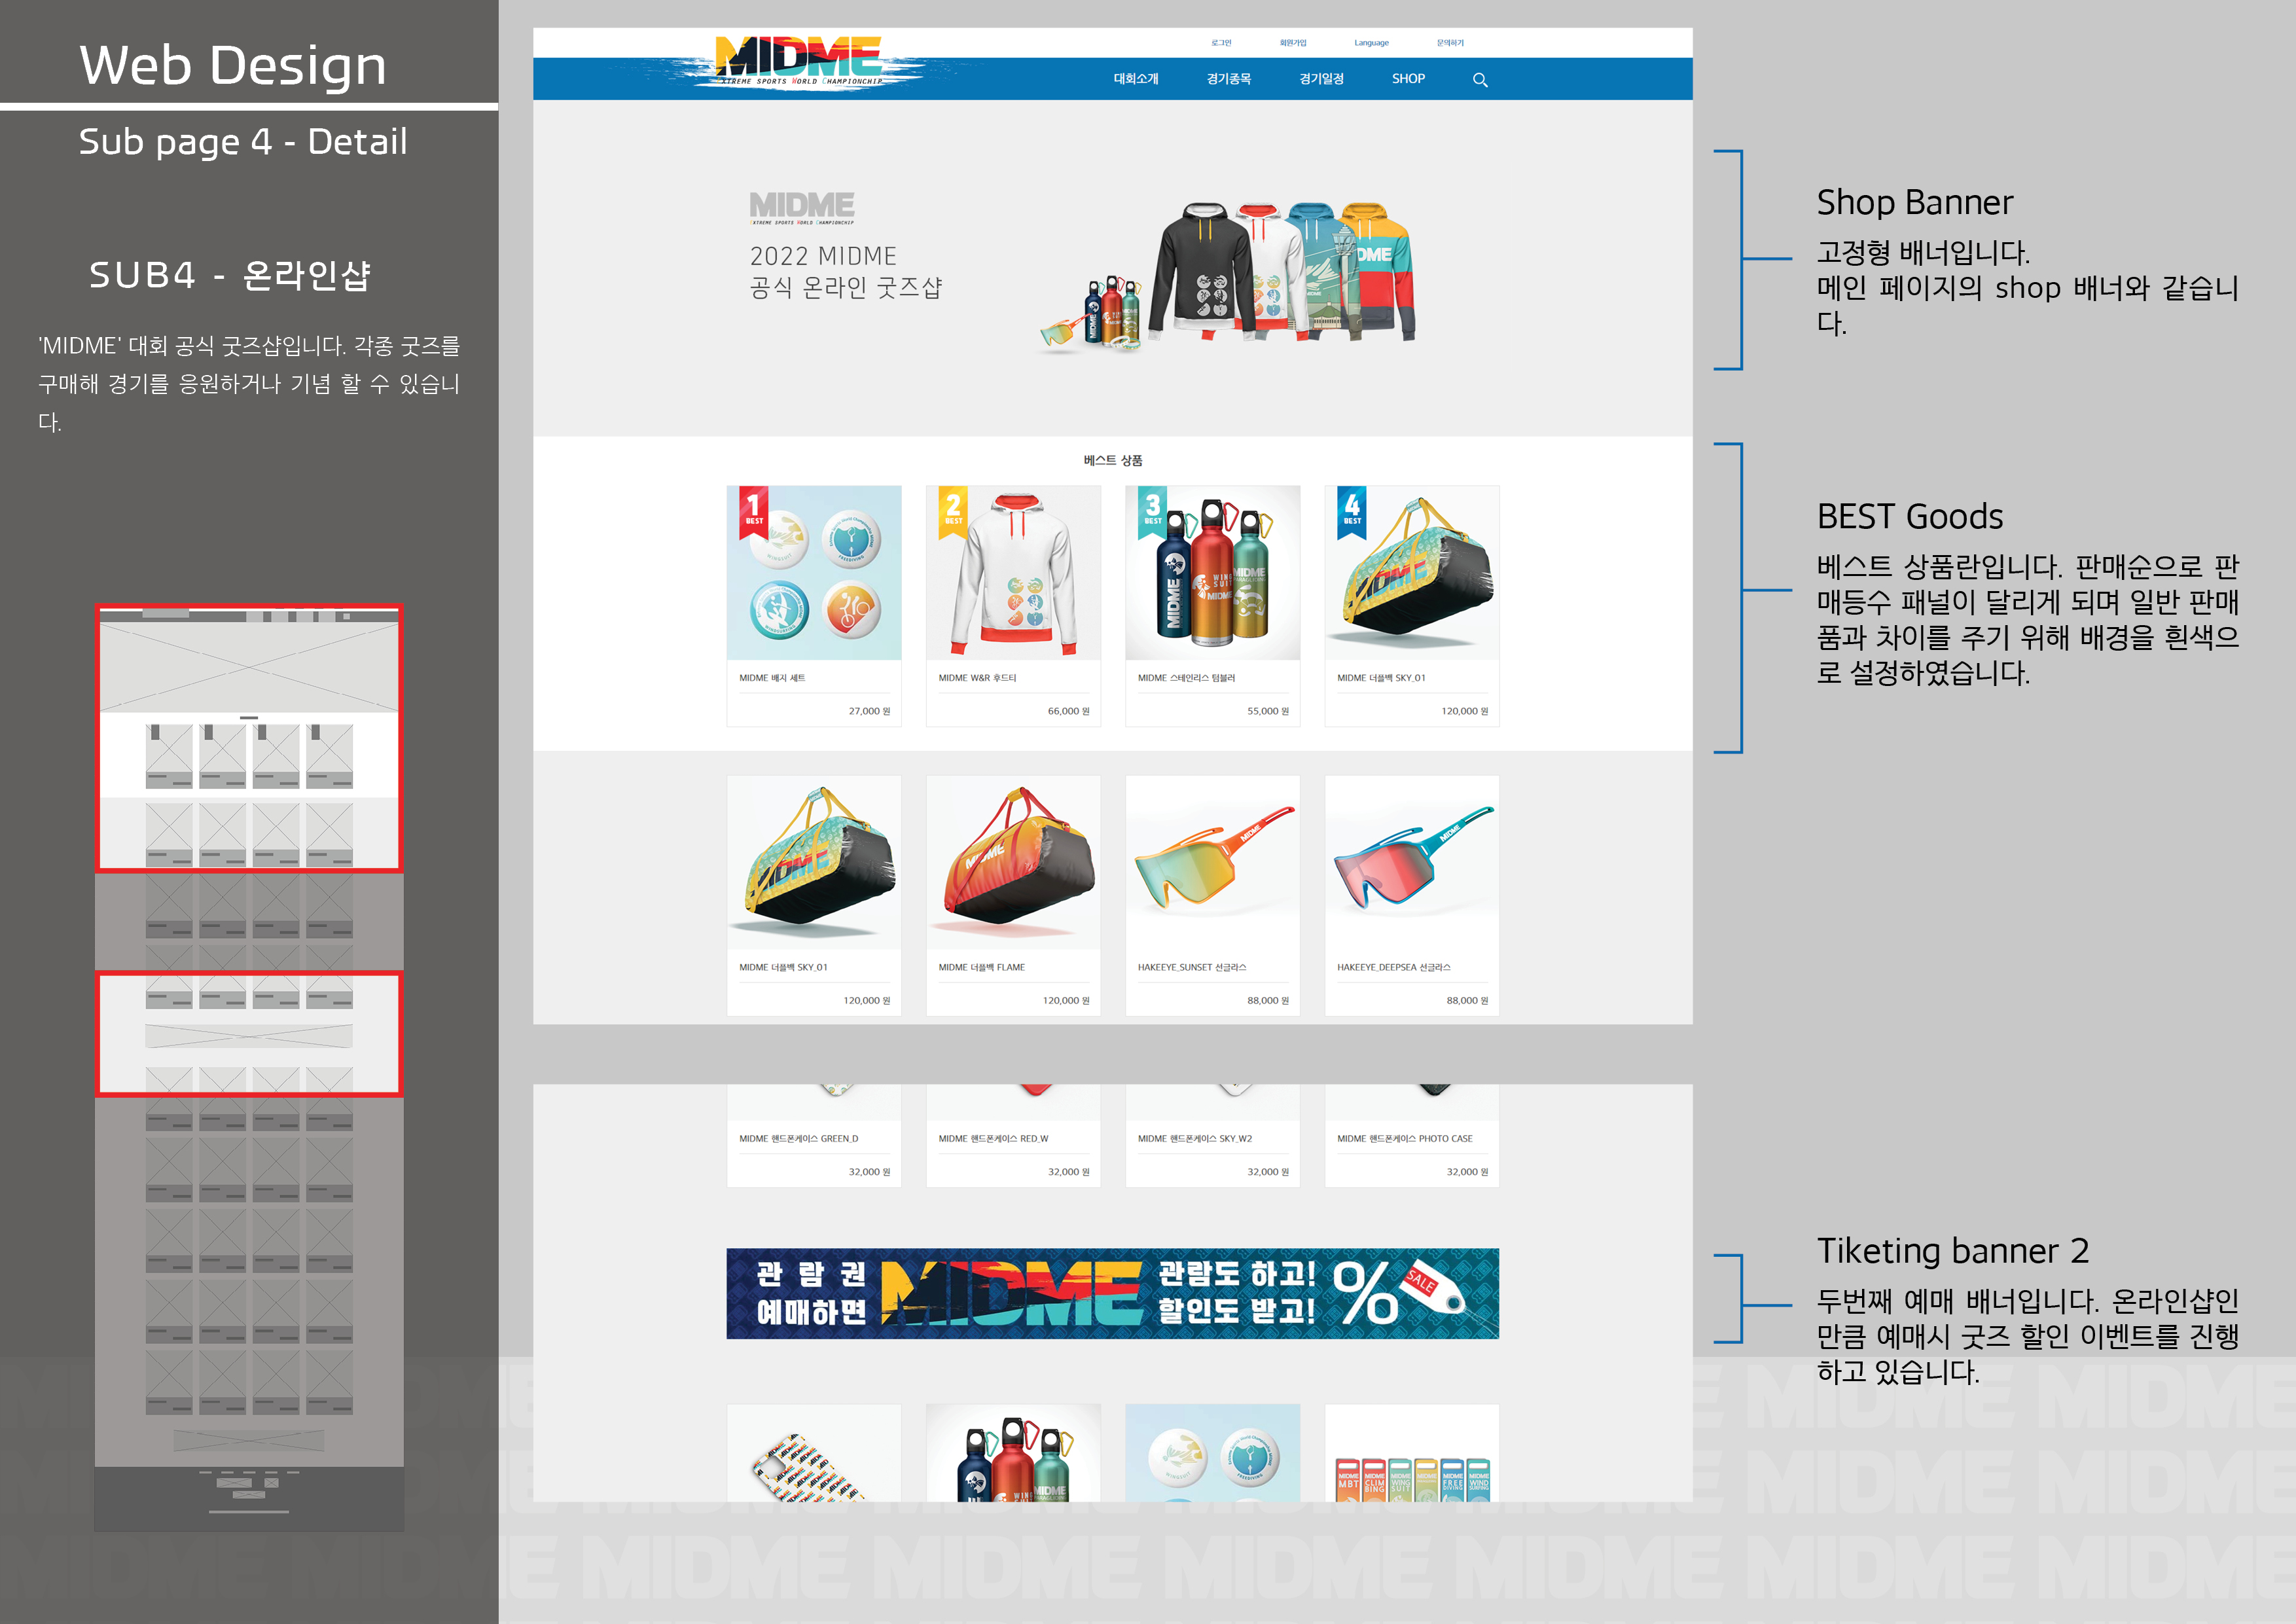 Web Design
Sub page 4 - Detail
SUB4 - 온라인샵
'MIDME' 대회 공식 굿즈샵입니다. 각종 굿즈를
구매해 경기를 응원하거나 기념 할 수 있습니
다.
로그인 회원가입 Language 문의하기
MIDME
XTREME SPORTS WORLD CHAMPIONCHIP
대회소개 경기종목 경기일정 SHOP
MIDME
XTREME SPORTS WORLD CHAMPIONCHIP
2022 MIDME
공식 온라인 굿즈샵
베스트 상품
1 BEST
2 BEST
3 BEST
4 BEST
MIDME 배지 세트
27,000 원
MIDME W&R 후드티
66,000 원
MIDME 스테인리스 텀블러
55,000 원
MIDME 더플백 SKY_01
120,000 원
MIDME 더플백 SKY_01
120,000 원
MIDME 더플백 FLAME
120,000 원
HAKEEYE_SUNSET 선글라스
88,000 원
HAKEEYE_DEEPSEA 선글라스
88,000 원
MIDME 핸드폰케이스 GREEN_D
32,000 원
MIDME 핸드폰케이스 RED_W
32,000 원
MIDME 핸드폰케이스 SKY_W2
32,000 원
MIDME 핸드폰케이스 PHOTO CASE
32,000 원
관 람 권
예매하면
MIDME
관람도 하고!
할인도 받고!
%
SALE
MIDME MBT
MIDME CLIM BING
MIDME WING SUIT
MIDME
MIDME FREE DIVING
MIDME WIND SURFING
Shop Banner
고정형 배너입니다.
메인 페이지의 shop 배너와 같습니
다.
BEST Goods
베스트 상품란입니다. 판매순으로 판
매등수 패널이 달리게 되며 일반 판매
품과 차이를 주기 위해 배경을 흰색으
로 설정하였습니다.
Tiketing banner 2
두번째 예매 배너입니다. 온라인샵인
만큼 예매시 굿즈 할인 이벤트를 진행
하고 있습니다.